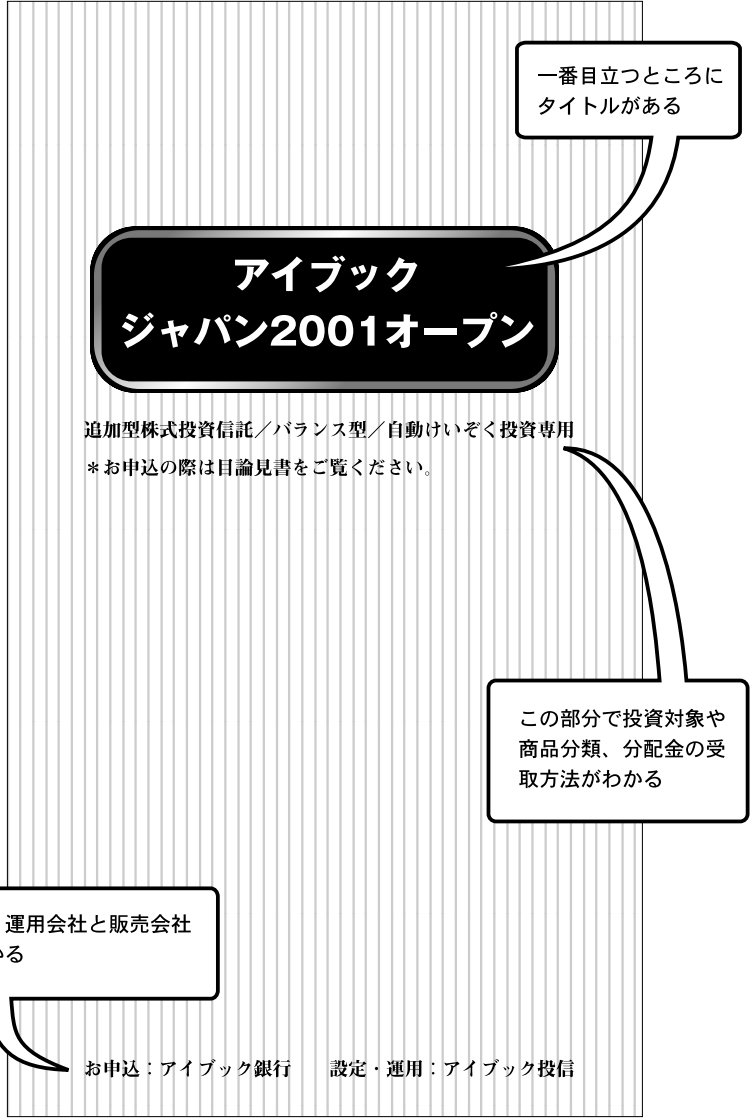 一番目立つところに
タイトルがある
アイブック
ジャパン2001オープン
追加型株式投資信託／バランス型／自動けいぞく投資専用
＊お申込の際は目論見書をご覧ください。
この部分で投資対象や
商品分類、分配金の受
取方法がわかる
運用会社と販売会社
かる
お申込：アイブック銀行　　設定・運用：アイブック投信